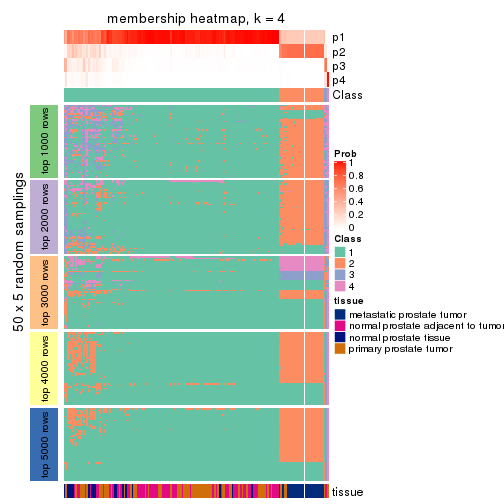 membership heatmap, k = 4
p1
p2
p3
p4
Class
50 x 5 random samplings
top 1000 rows
top 2000 rows
top 3000 rows
top 4000 rows
top 5000 rows
Prob
1
0.8
0.6
0.4
0.2
0
Class
1
2
3
4
tissue
metastatic prostate tumor
normal prostate adjacent to tumor
normal prostate tissue
primary prostate tumor
tissue